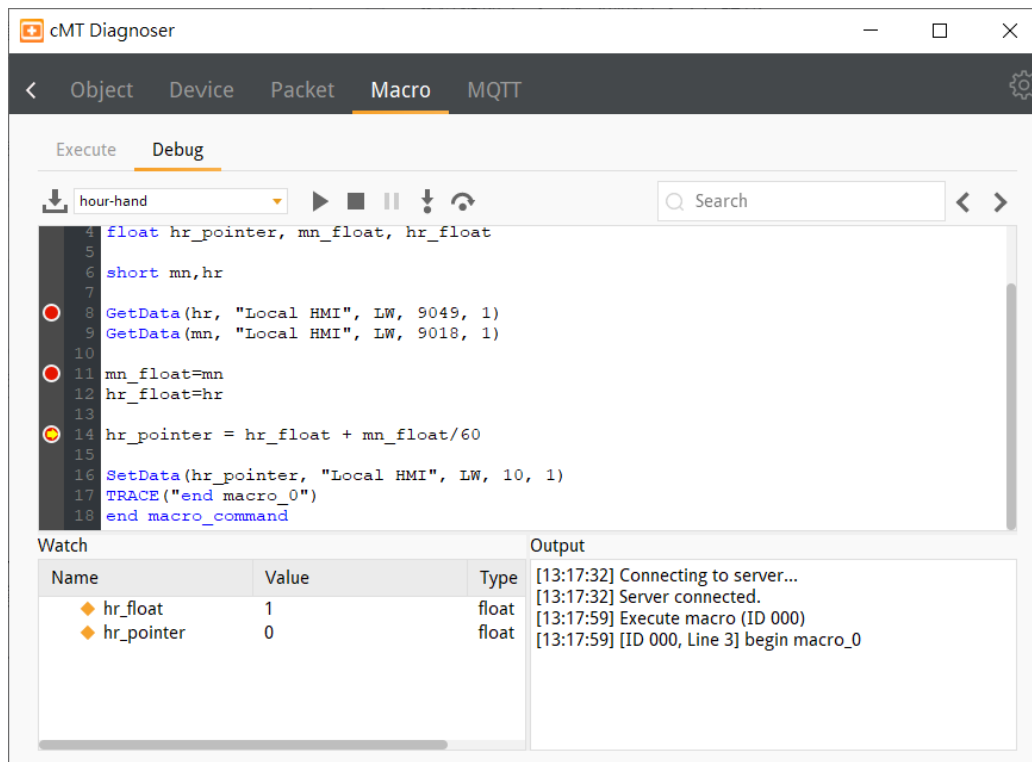 cMT Diagnoser
Object Device Packet Macro MQTT
Execute Debug
hour-hand
Search
4 float hr_pointer, mn_float, hr_float
5
6 short mn,hr
7
8 GetData(hr, "Local HMI", LW, 9049, 1)
9 GetData(mn, "Local HMI", LW, 9018, 1)
10
11 mn_float=mn
12 hr_float=hr
13
14 hr_pointer = hr_float + mn_float/60
15
16 SetData(hr_pointer, "Local HMI", LW, 10, 1)
17 TRACE("end macro_0")
18 end macro_command
Watch
Name Value Type
hr_float 1 float
hr_pointer 0 float
Output
[13:17:32] Connecting to server...
[13:17:32] Server connected.
[13:17:59] Execute macro (ID 000)
[13:17:59] [ID 000, Line 3] begin macro_0